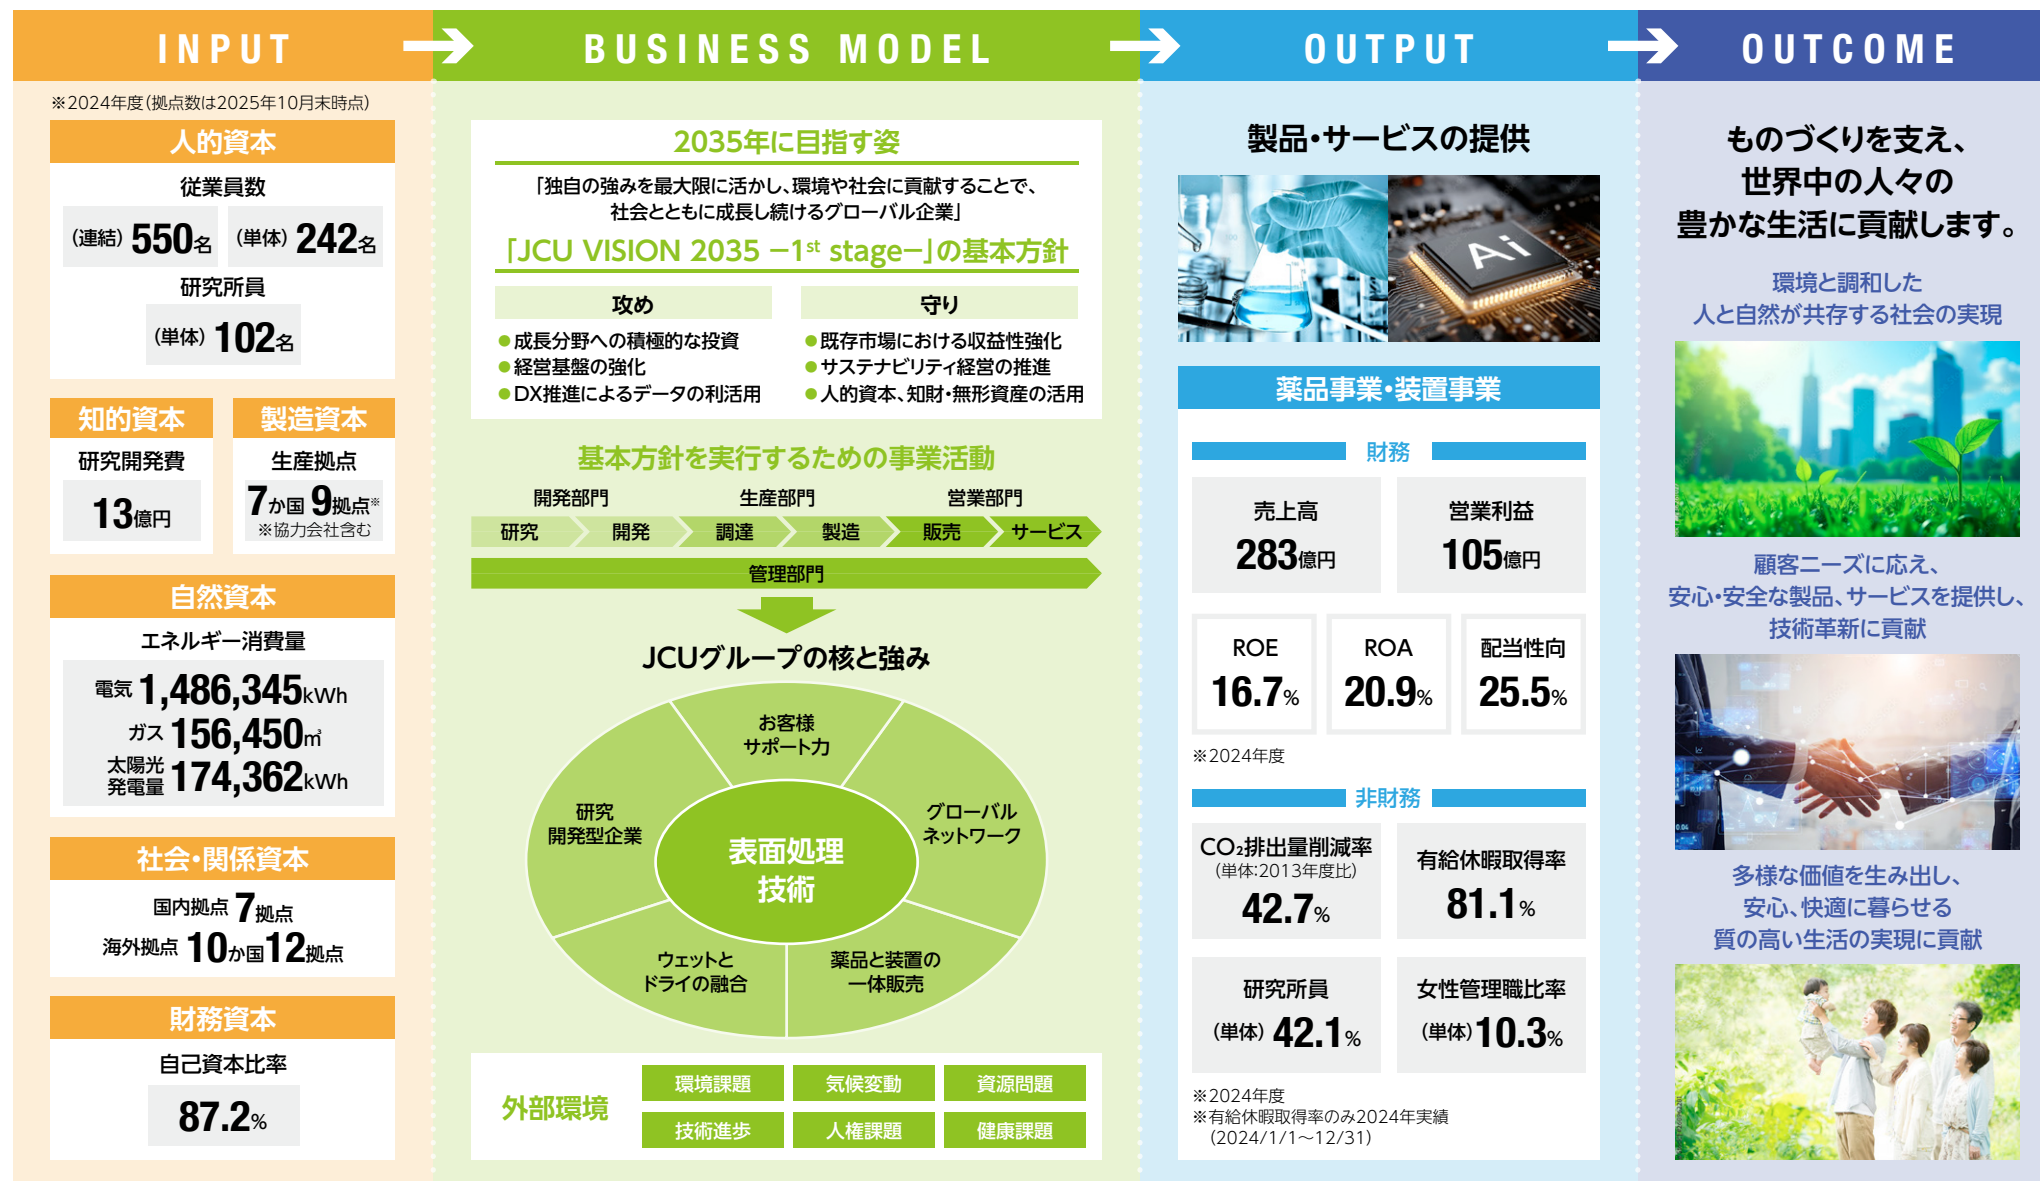 INPUT
※2024年度（拠点数は2025年10月末時点）
人的資本
従業員数
（連結）550名 （単体）242名
研究所員
（単体）102名
知的資本
研究開発費
13億円
製造資本
生産拠点
7か国 9拠点※
※協力会社含む
自然資本
エネルギー消費量
電気 1,486,345kWh
ガス 156,450㎥
太陽光
発電量 174,362kWh
社会・関係資本
国内拠点 7拠点
海外拠点 10か国12拠点
財務資本
自己資本比率
87.2%
BUSINESS MODEL
2035年に目指す姿
「独自の強みを最大限に活かし、環境や社会に貢献することで、
社会とともに成長し続けるグローバル企業」
「JCU VISION 2035 −1st stage−」の基本方針
攻め
●成長分野への積極的な投資
●経営基盤の強化
●DX推進によるデータの利活用
守り
●既存市場における収益性強化
●サステナビリティ経営の推進
●人的資本、知財・無形資産の活用
基本方針を実行するための事業活動
開発部門 生産部門 営業部門
研究 開発 調達 製造 販売 サービス
管理部門
JCUグループの核と強み
お客様
サポート力
研究
開発型企業
グローバル
ネットワーク
表面処理
技術
ウェットと
ドライの融合
薬品と装置の
一体販売
外部環境
環境課題 気候変動 資源問題
技術進歩 人権課題 健康課題
OUTPUT
製品・サービスの提供
Ai
薬品事業・装置事業
財務
売上高
283億円
営業利益
105億円
ROE
16.7%
ROA
20.9%
配当性向
25.5%
※2024年度
非財務
CO₂排出量削減率
（単体：2013年度比）
42.7%
有給休暇取得率
81.1%
研究所員
（単体）42.1%
女性管理職比率
（単体）10.3%
※2024年度
※有給休暇取得率のみ2024年実績
（2024/1/1～12/31）
OUTCOME
ものづくりを支え、
世界中の人々の
豊かな生活に貢献します。
環境と調和した
人と自然が共存する社会の実現
顧客ニーズに応え、
安心・安全な製品、サービスを提供し、
技術革新に貢献
多様な価値を生み出し、
安心、快適に暮らせる
質の高い生活の実現に貢献